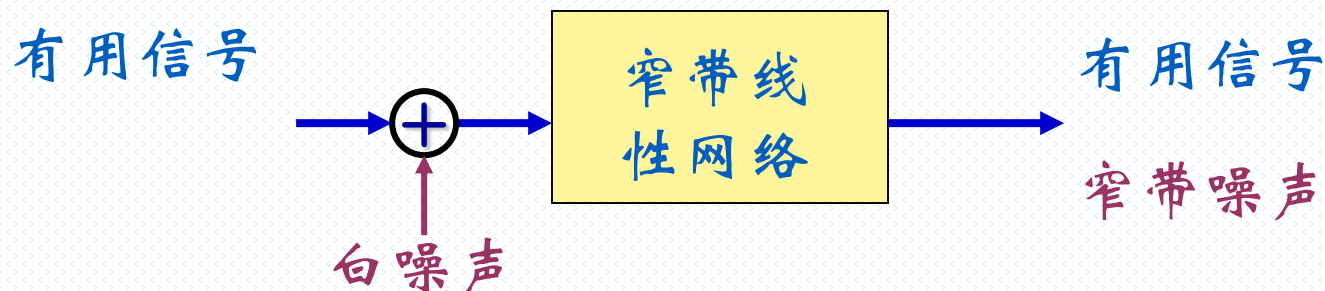 有用信号
窄带线
性网络
有用信号
窄带噪声
白噪声